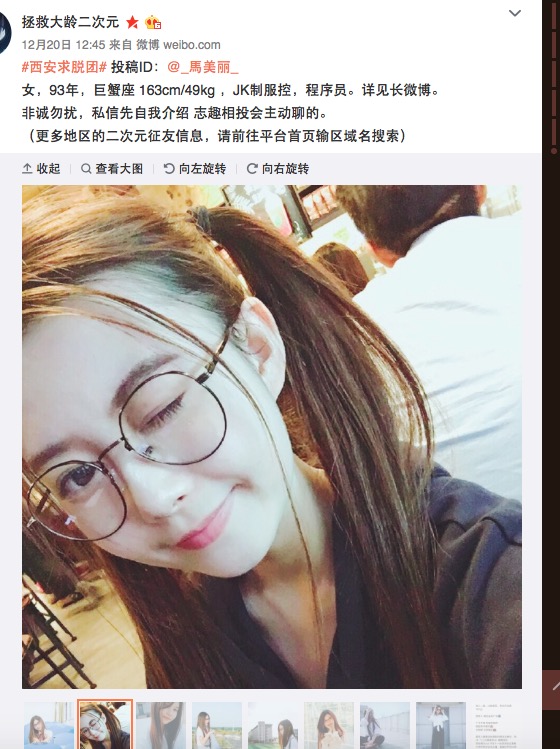 拯救大龄二次元
12月20日 12:45 来自 微博 weibo.com
#西安求脱团# 投稿ID：@_馬美丽_
女，93年，巨蟹座 163cm/49kg ，JK制服控，程序员。详见长微博。
非诚勿扰，私信先自我介绍 志趣相投会主动聊的。
（更多地区的二次元征友信息，请前往平台首页输区域名搜索）
收起 查看大图 向左旋转 向右旋转